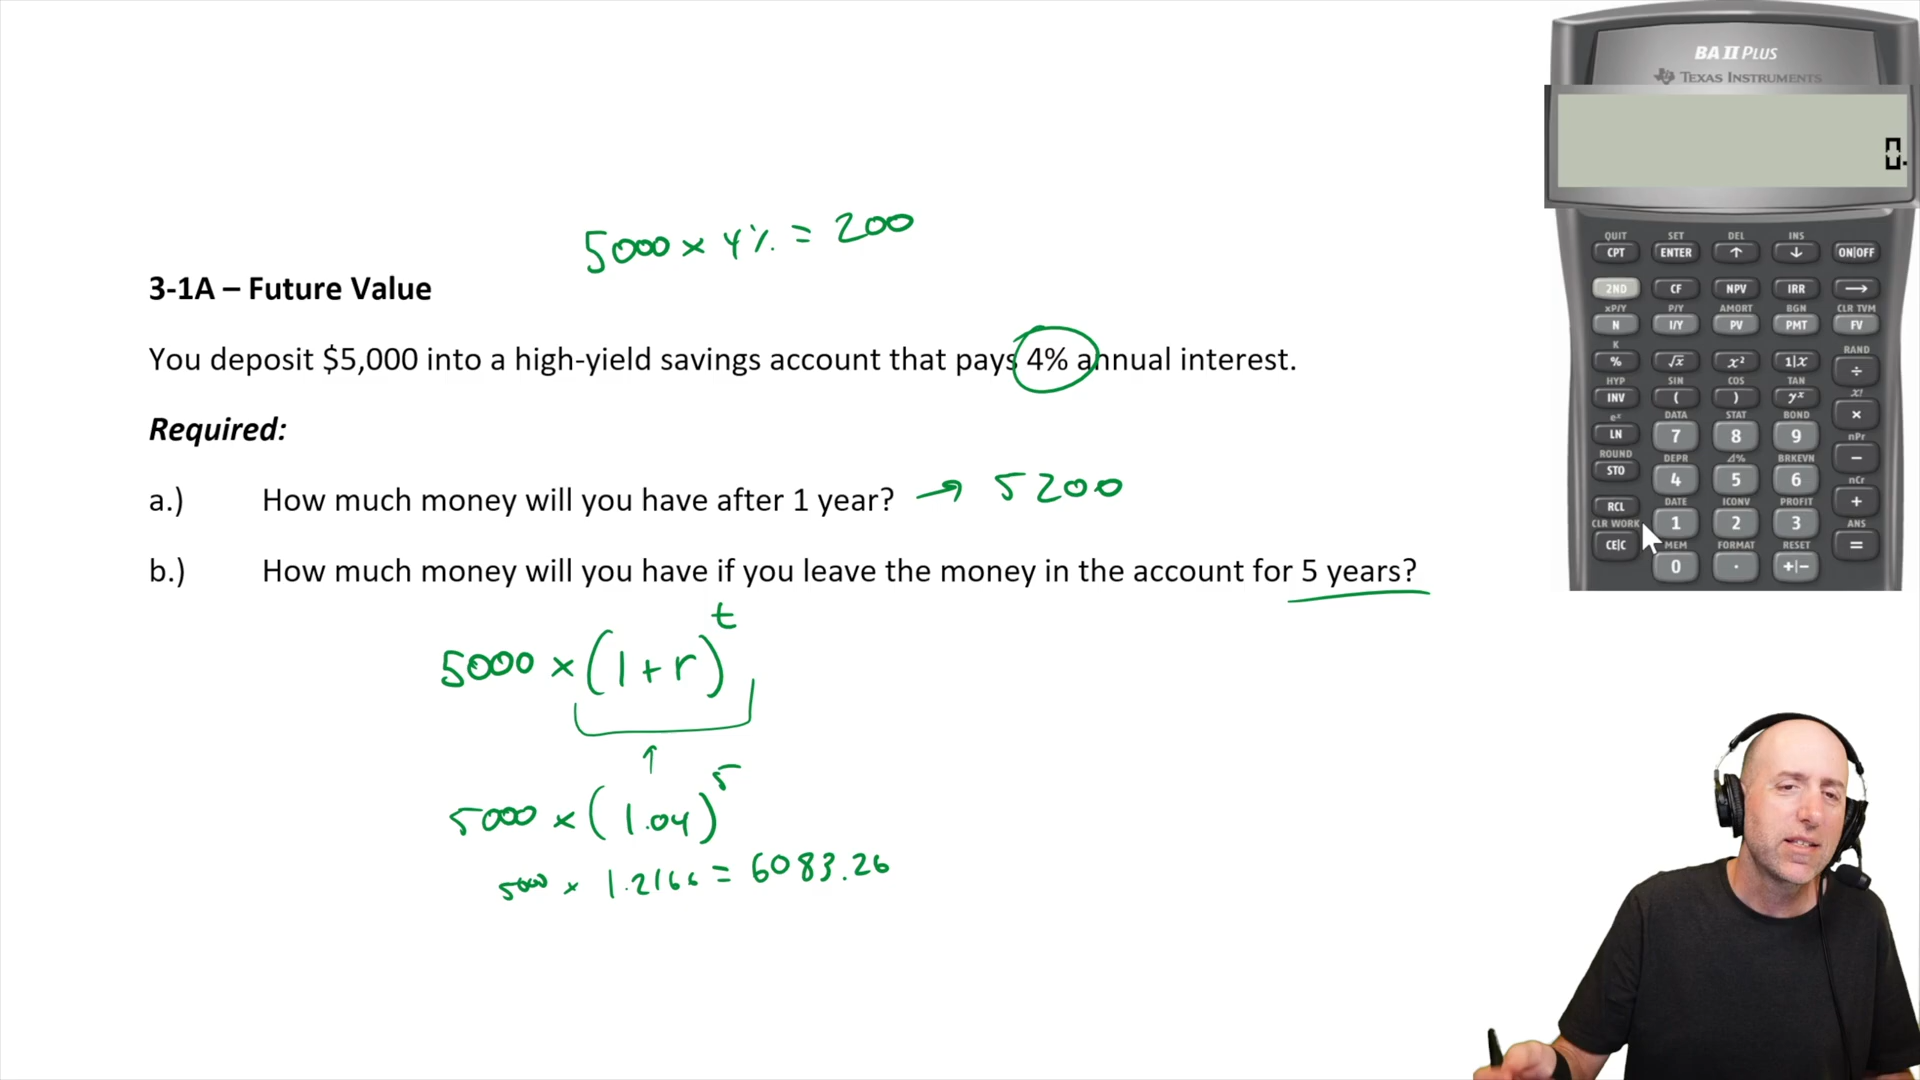 5000 × 4% = 200
3-1A – Future Value
You deposit $5,000 into a high-yield savings account that pays 4% annual interest.
Required:
a.) How much money will you have after 1 year? → 5200
b.) How much money will you have if you leave the money in the account for 5 years?
5000 × (1 + r)^t
↑
5000 × (1.04)^5
5000 × 1.2166 = 6083.26
BA II PLUS
TEXAS INSTRUMENTS
0.
QUIT SET DEL INS
CPT ENTER ↑ ↓ ON|OFF
2ND CF NPV IRR →
xP/Y P/Y AMORT BGN CLR TVM
N I/Y PV PMT FV
K RAND
% √x x² 1|x ÷
HYP SIN COS TAN x!
INV ( ) yˣ ×
eˣ DATA STAT BOND nPr
LN 7 8 9 −
ROUND DEPR Δ% BRKEVN nCr
STO 4 5 6 +
DATE ICONV PROFIT
RCL 1 2 3
CLR WORK MEM FORMAT RESET ANS
CE|C 0 . +|− =